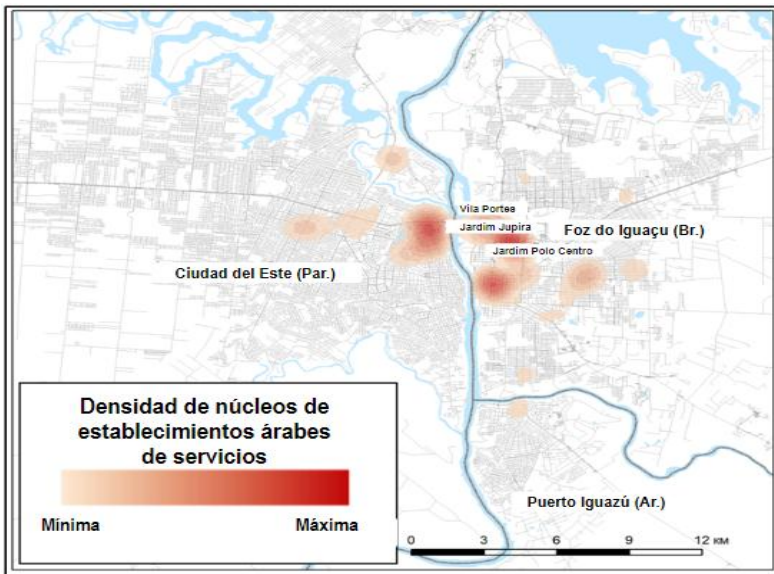 Vila Portes
Jardim Jupira
Foz do Iguaçu (Br.)
Jardim Polo Centro
Ciudad del Este (Par.)
Densidad de núcleos de
establecimientos árabes
de servicios
Mínima
Máxima
Puerto Iguazú (Ar.)
0 3 6 9 12 км